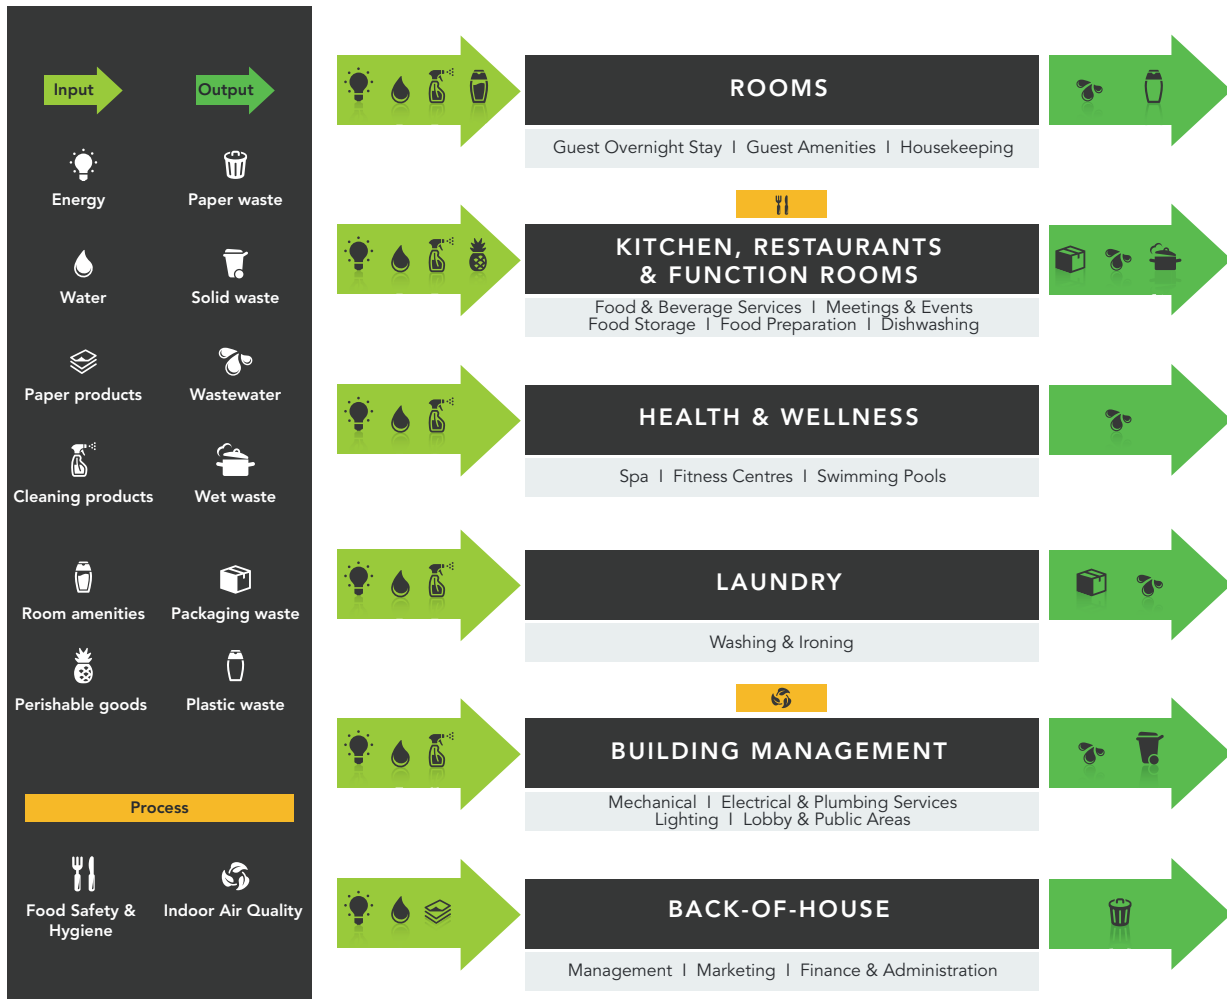 Input
Output
Energy
Paper waste
Water
Solid waste
Paper products
Wastewater
Cleaning products
Wet waste
Room amenities
Packaging waste
Perishable goods
Plastic waste
Process
Food Safety &
Hygiene
Indoor Air Quality
ROOMS
Guest Overnight Stay I Guest Amenities I Housekeeping
KITCHEN, RESTAURANTS
& FUNCTION ROOMS
Food & Beverage Services I Meetings & Events
Food Storage I Food Preparation I Dishwashing
HEALTH & WELLNESS
Spa I Fitness Centres I Swimming Pools
LAUNDRY
Washing & Ironing
BUILDING MANAGEMENT
Mechanical I Electrical & Plumbing Services
Lighting I Lobby & Public Areas
BACK-OF-HOUSE
Management I Marketing I Finance & Administration